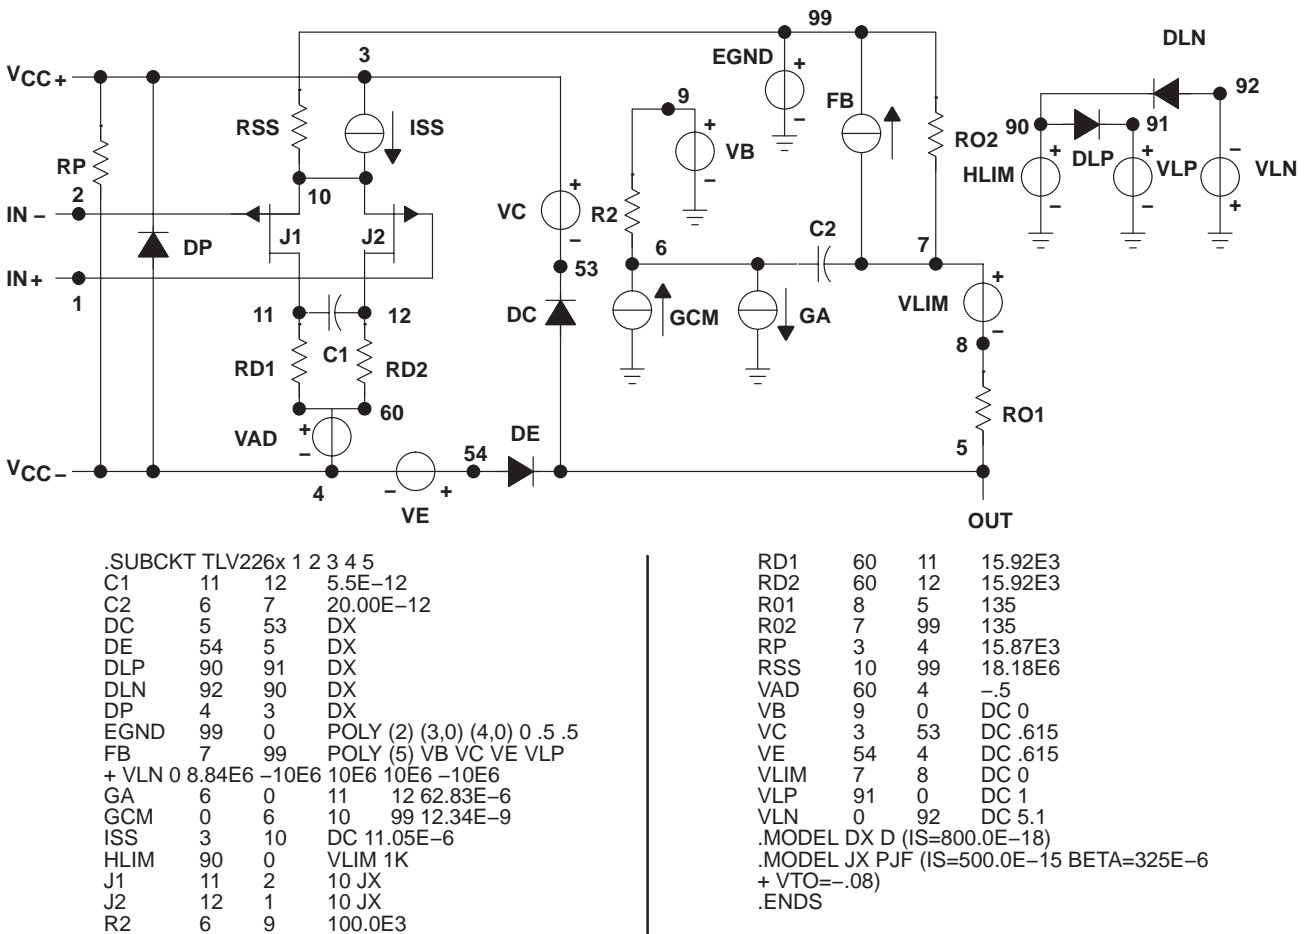 99
DLN
3
EGND
+
–
VCC+
92
9
RSS
ISS
+
–
VB
FB
RO2
90
DLP
91
HLIM
+
–
+
–
VLP
–
+
VLN
RP
2
IN –
10
J1
J2
VC
+
–
R2
C2
6
7
DP
IN+
1
53
+
–
VLIM
GCM
GA
11
12
C1
DC
8
RD1
RD2
RO1
60
VAD
+
–
DE
54
5
VCC –
4
–
+
VE
OUT
.SUBCKT TLV226x 1 2 3 4 5
C1 11 12 5.5E–12
C2 6 7 20.00E–12
DC 5 53 DX
DE 54 5 DX
DLP 90 91 DX
DLN 92 90 DX
DP 4 3 DX
EGND 99 0 POLY (2) (3,0) (4,0) 0 .5 .5
FB 7 99 POLY (5) VB VC VE VLP
+ VLN 0 8.84E6 –10E6 10E6 10E6 –10E6
GA 6 0 11 12 62.83E–6
GCM 0 6 10 99 12.34E–9
ISS 3 10 DC 11.05E–6
HLIM 90 0 VLIM 1K
J1 11 2 10 JX
J2 12 1 10 JX
R2 6 9 100.0E3
RD1 60 11 15.92E3
RD2 60 12 15.92E3
R01 8 5 135
R02 7 99 135
RP 3 4 15.87E3
RSS 10 99 18.18E6
VAD 60 4 –.5
VB 9 0 DC 0
VC 3 53 DC .615
VE 54 4 DC .615
VLIM 7 8 DC 0
VLP 91 0 DC 1
VLN 0 92 DC 5.1
.MODEL DX D (IS=800.0E–18)
.MODEL JX PJF (IS=500.0E–15 BETA=325E–6
+ VTO=–.08)
.ENDS